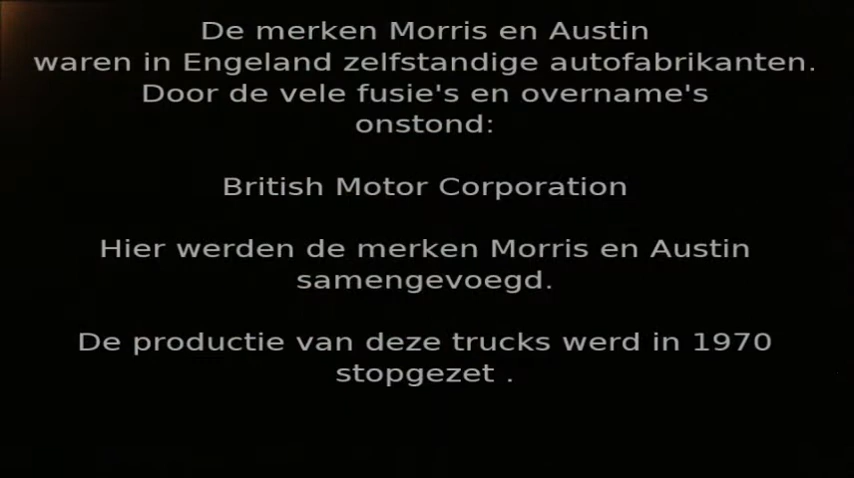 De merken Morris en Austin
waren in Engeland zelfstandige autofabrikanten.
Door de vele fusie's en overname's
onstond:
British Motor Corporation
Hier werden de merken Morris en Austin
samengevoegd.
De productie van deze trucks werd in 1970
stopgezet .